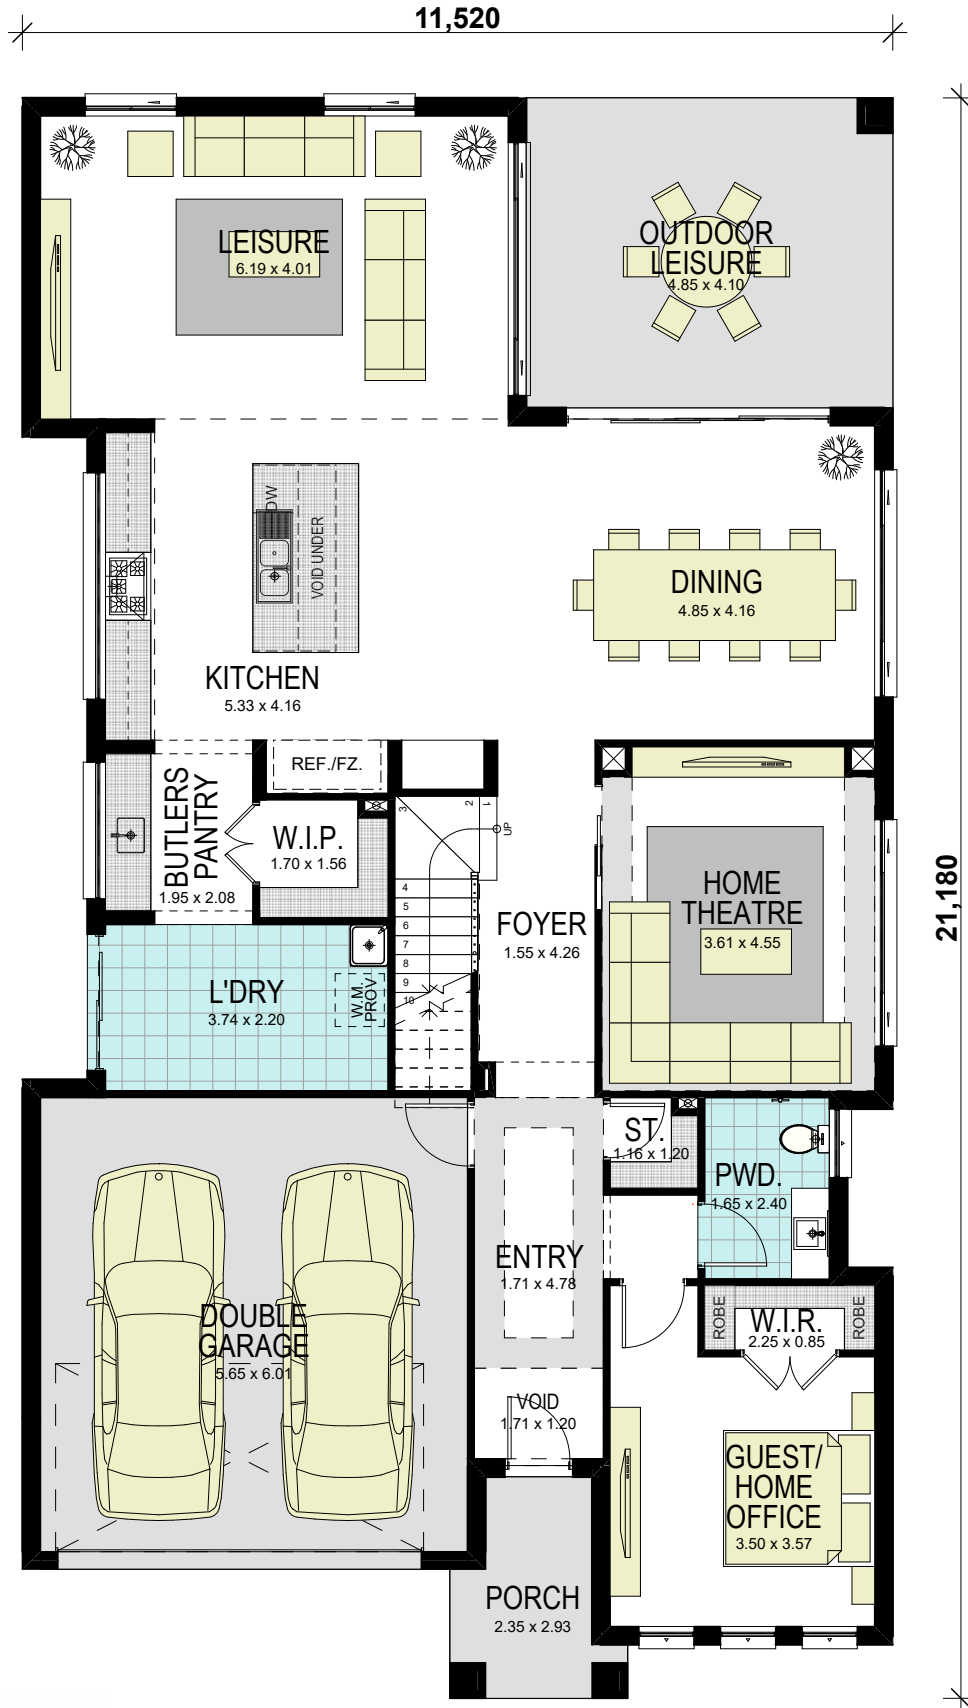 11,520
LEISURE
6.19 x 4.01
OUTDOOR
LEISURE
4.85 x 4.10
DW
VOID UNDER
DINING
4.85 x 4.16
KITCHEN
5.33 x 4.16
REF./FZ.
BUTLERS
PANTRY
1.95 x 2.08
W.I.P.
1.70 x 1.56
3
2
1
UP
4
5
6
7
8
9
10
FOYER
1.55 x 4.26
HOME
THEATRE
3.61 x 4.55
21,180
L'DRY
3.74 x 2.20
W.M.
PROV
ST.
1.16 x 1.20
PWD.
1.65 x 2.40
ENTRY
1.71 x 4.78
DOUBLE
GARAGE
5.65 x 6.01
ROBE
W.I.R.
2.25 x 0.85
ROBE
VOID
1.71 x 1.20
GUEST/
HOME
OFFICE
3.50 x 3.57
PORCH
2.35 x 2.93